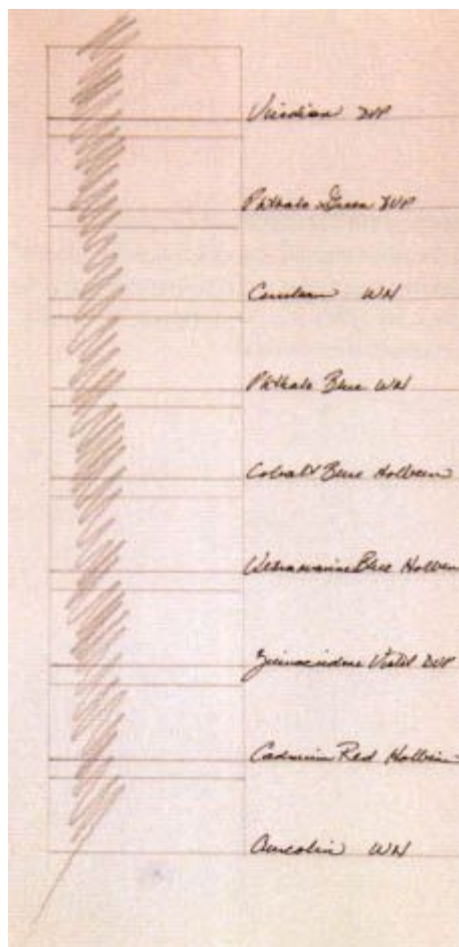 Viridian DVP
Phthalo Green DVP
Cerulean WN
Phthalo Blue WN
Cobalt Blue Holbein
Ultramarine Blue Holbein
Quinacridone Violet DVP
Cadmium Red Holbein
Aureolin WN